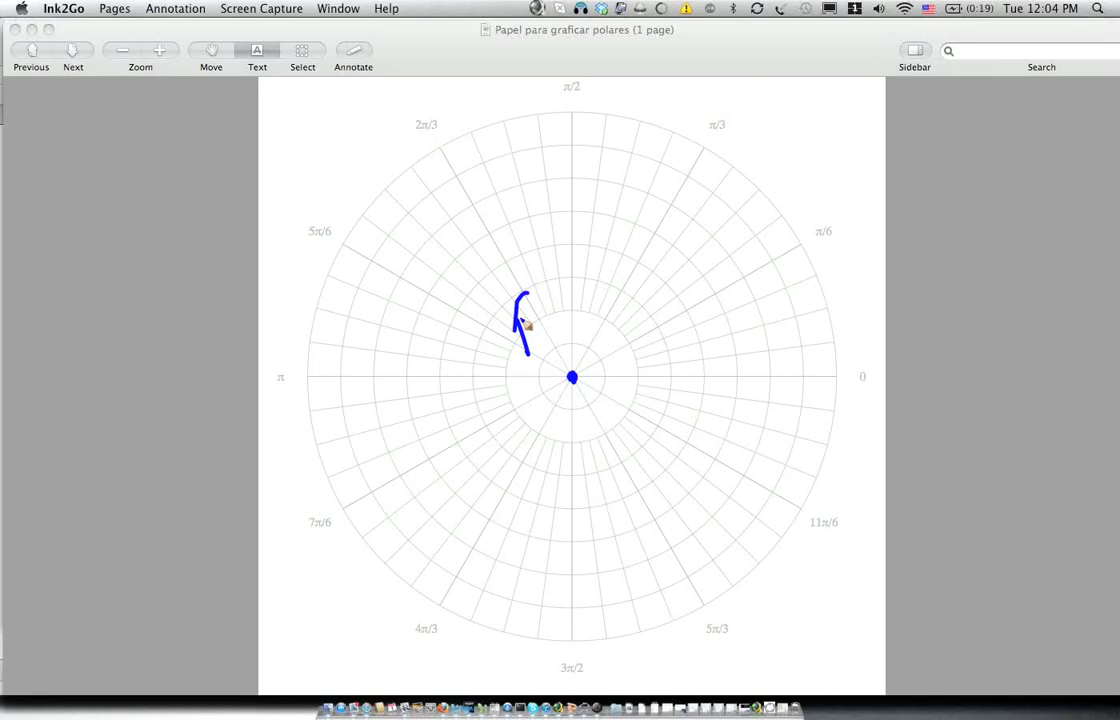 Ink2Go Pages Annotation Screen Capture Window Help 1 (0:19) Tue 12:04 PM
Papel para graficar polares (1 page)
Previous Next Zoom Move Text Select Annotate Sidebar Search
A
π/2
2π/3 π/3
5π/6 π/6
π 0
7π/6 11π/6
4π/3 5π/3
3π/2